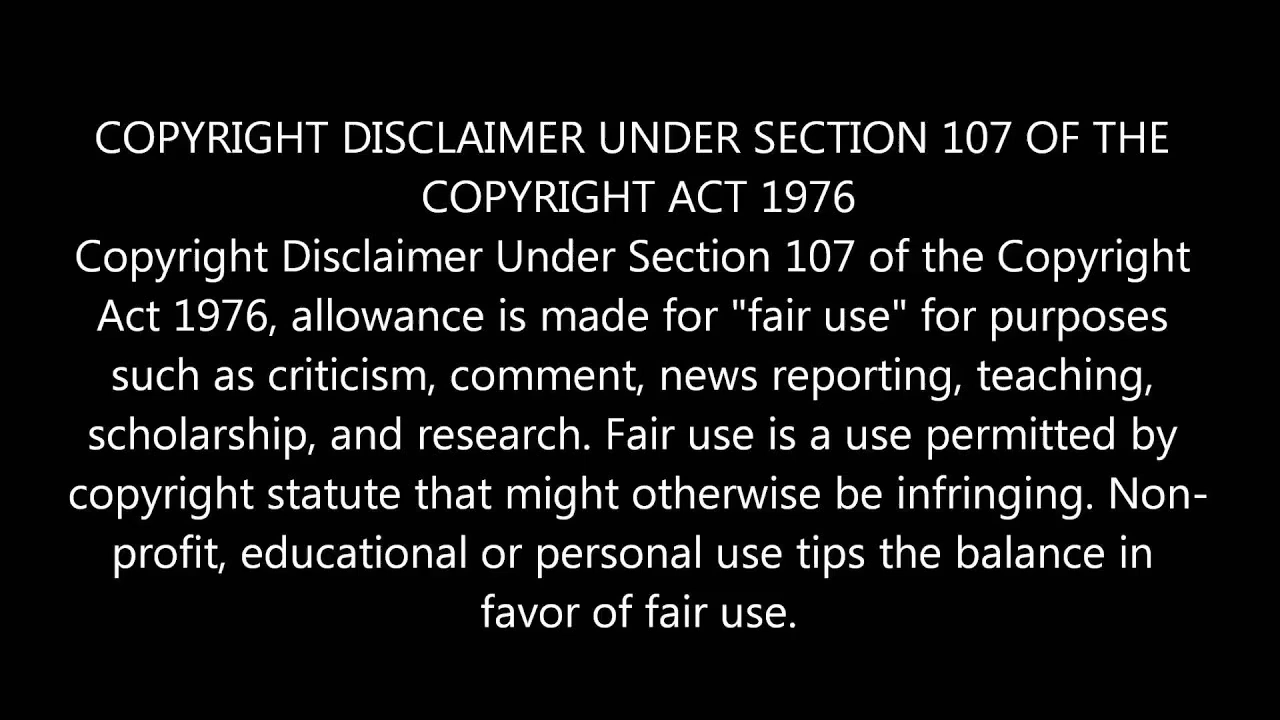 COPYRIGHT DISCLAIMER UNDER SECTION 107 OF THE
COPYRIGHT ACT 1976
Copyright Disclaimer Under Section 107 of the Copyright
Act 1976, allowance is made for "fair use" for purposes
such as criticism, comment, news reporting, teaching,
scholarship, and research. Fair use is a use permitted by
copyright statute that might otherwise be infringing. Non-
profit, educational or personal use tips the balance in
favor of fair use.